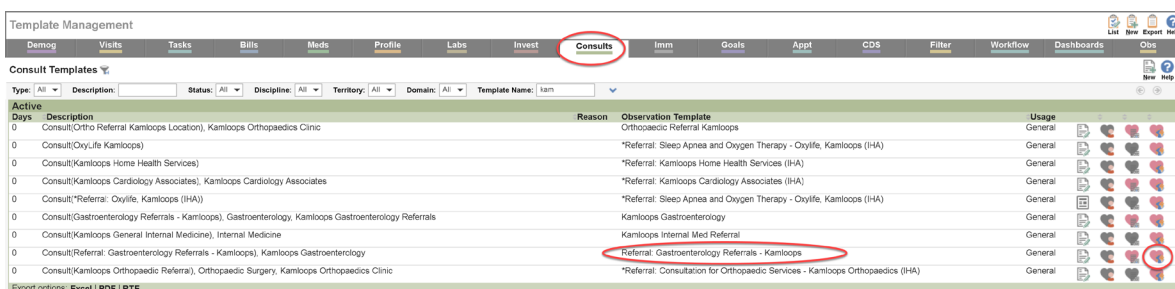 Template Management
List New Export Hel
Demog Visits Tasks Bills Meds Profile Labs Invest Consults Imm Goals Appt CDS Filter Workflow Dashboards Obs
Consult Templates
New Help
Type: All Description: Status: All Discipline: All Territory: All Domain: All Template Name: kam
Active
Days Description Reason Observation Template Usage
0 Consult(Ortho Referral Kamloops Location), Kamloops Orthopaedics Clinic Orthopaedic Referral Kamloops General
0 Consult(OxyLife Kamloops) *Referral: Sleep Apnea and Oxygen Therapy - Oxylife, Kamloops (IHA) General
0 Consult(Kamloops Home Health Services) *Referral: Kamloops Home Health Services (IHA) General
0 Consult(Kamloops Cardiology Associates), Kamloops Cardiology Associates *Referral: Kamloops Cardiology Associates (IHA) General
0 Consult(*Referral: Oxylife, Kamloops (IHA)) *Referral: Sleep Apnea and Oxygen Therapy - Oxylife, Kamloops (IHA) General
0 Consult(Gastroenterology Referrals - Kamloops), Gastroenterology, Kamloops Gastroenterology Referrals Kamloops Gastroenterology General
0 Consult(Kamloops General Internal Medicine), Internal Medicine Kamloops Internal Med Referral General
0 Consult(Referral: Gastroenterology Referrals - Kamloops), Kamloops Gastroenterology Referral: Gastroenterology Referrals - Kamloops General
0 Consult(Kamloops Orthopaedic Referral), Orthopaedic Surgery, Kamloops Orthopaedics Clinic *Referral: Consultation for Orthopaedic Services - Kamloops Orthopaedics (IHA) General
Export options: Excel | PDF | RTF